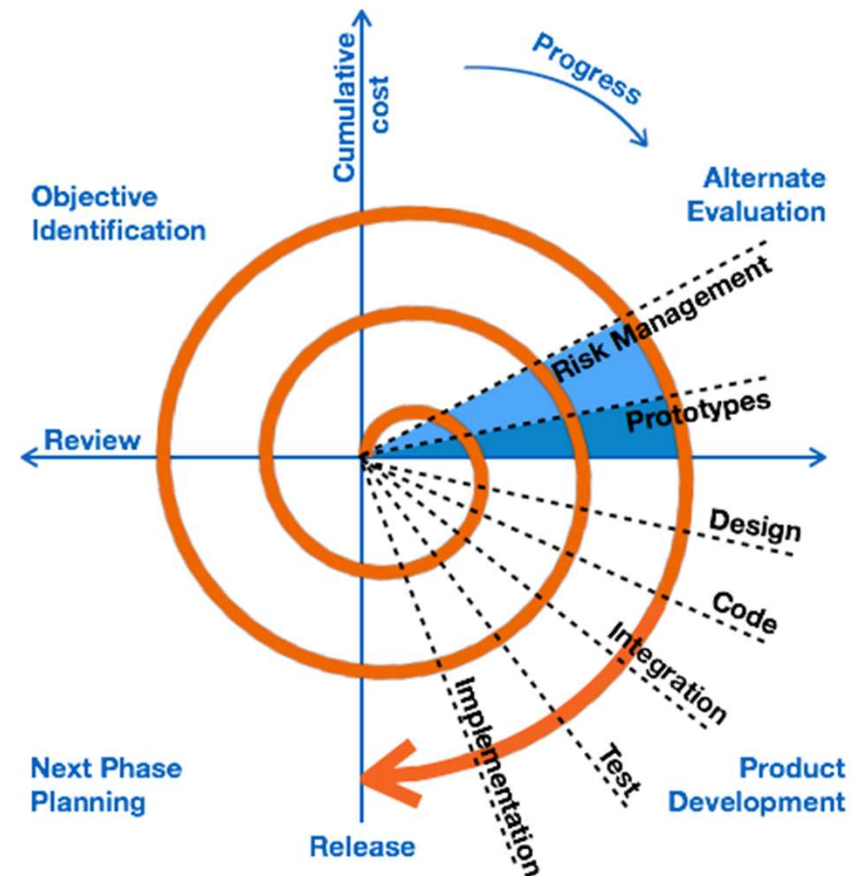 Cumulative
cost
Progress
Objective
Identification
Alternate
Evaluation
Risk Management
Prototypes
Review
Design
Code
Integration
Test
Implementation
Next Phase
Planning
Product
Development
Release